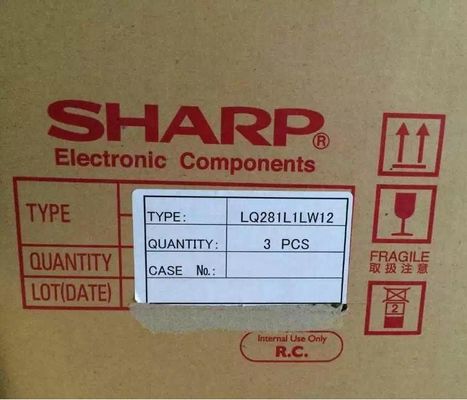 SHARP®
Electronic Components
TYPE
QUANTITY
LOT(DATE)
TYPE: LQ281L1LW12
QUANTITY: 3 PCS
CASE No.:
FRAGILE
取扱注意
2
Internal Use Only
R.C.